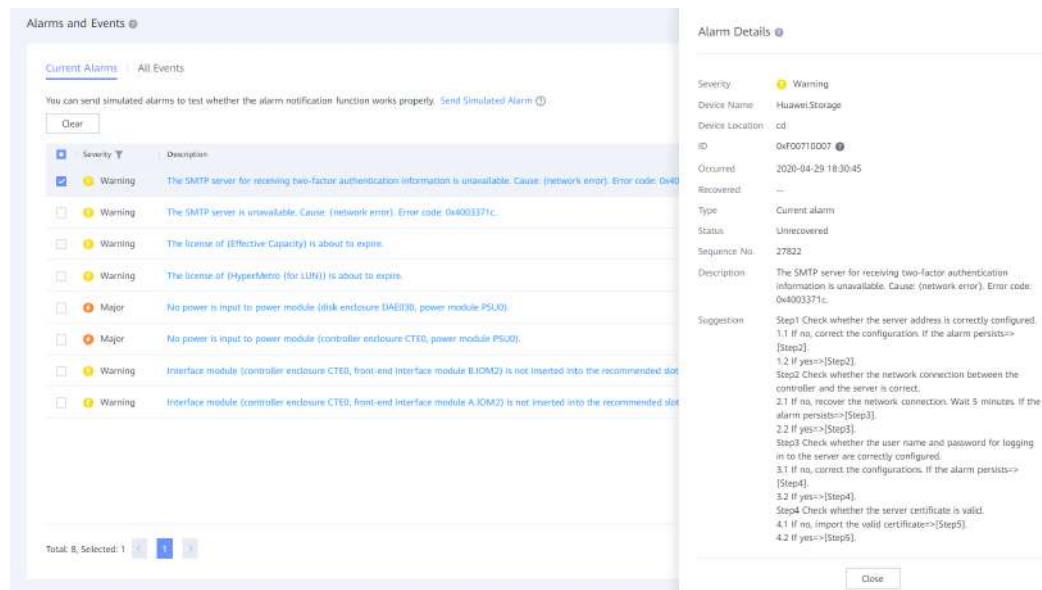 Alarms and Events
Current Alarms
All Events
You can send simulated alarms to test whether the alarm notification function works properly. Send Simulated Alarm
Clear
Severity Description
Warning The SMTP server for receiving two-factor authentication information is unavailable. Cause: (network error). Error code: 0x40
Warning The SMTP server is unavailable. Cause: (network error). Error code: 0x4003371c.
Warning The license of (Effective Capacity) is about to expire.
Warning The license of (HyperMetro (for LUN)) is about to expire.
Major No power is input to power module (disk enclosure DAE030, power module PSU0).
Major No power is input to power module (controller enclosure CTE0, power module PSU0).
Warning Interface module (controller enclosure CTE0, front-end interface module B.IOM2) is not inserted into the recommended slot
Warning Interface module (controller enclosure CTE0, front-end interface module A.IOM2) is not inserted into the recommended slot
Total: 8, Selected: 1 < 1 >
Alarm Details
Severity Warning
Device Name Huawei.Storage
Device Location cd
ID 0xF00710007
Occurred 2020-04-29 18:30:45
Recovered --
Type Current alarm
Status Unrecovered
Sequence No. 27822
Description The SMTP server for receiving two-factor authentication
information is unavailable. Cause: (network error). Error code:
0x4003371c.
Suggestion Step1 Check whether the server address is correctly configured.
1.1 If no, correct the configuration. If the alarm persists=>
[Step2].
1.2 If yes=>[Step2].
Step2 Check whether the network connection between the
controller and the server is correct.
2.1 If no, recover the network connection. Wait 5 minutes. If the
alarm persists=>[Step3].
2.2 If yes=>[Step3].
Step3 Check whether the user name and password for logging
in to the server are correctly configured.
3.1 If no, correct the configurations. If the alarm persists=>
[Step4].
3.2 If yes=>[Step4].
Step4 Check whether the server certificate is valid.
4.1 If no, import the valid certificate=>[Step5].
4.2 If yes=>[Step5].
Close